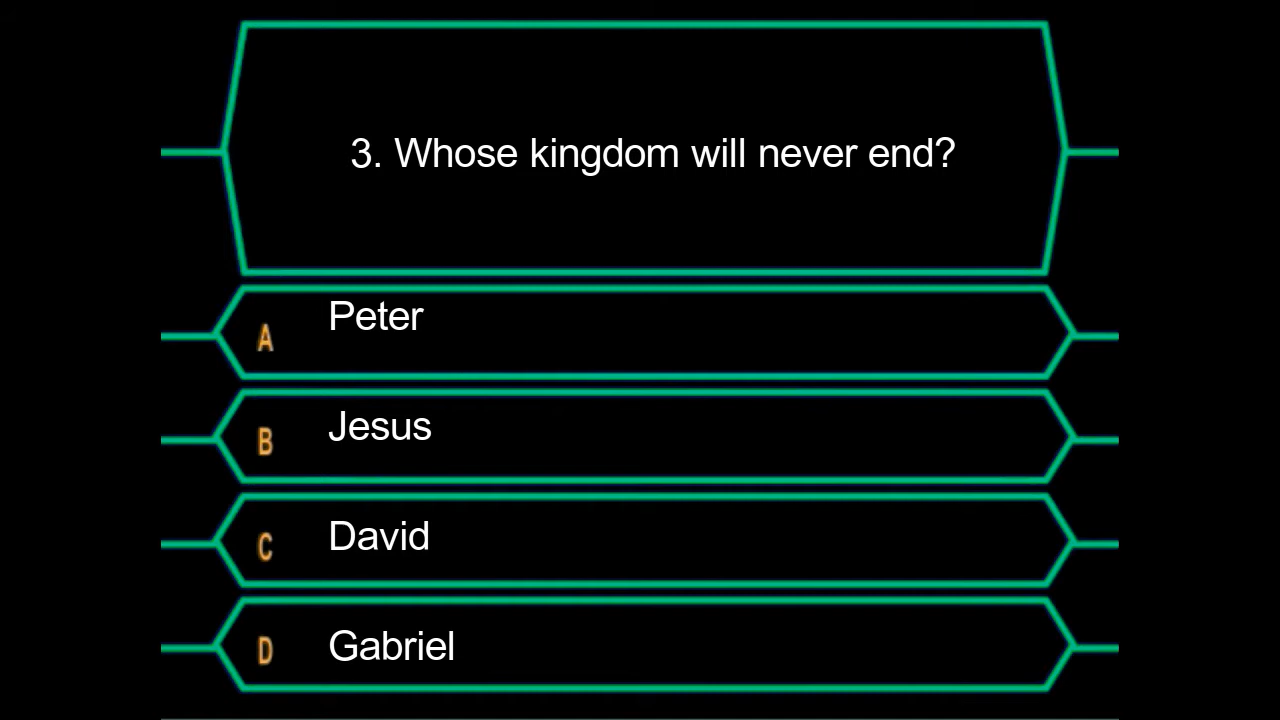 3. Whose kingdom will never end?
A Peter
B Jesus
C David
D Gabriel